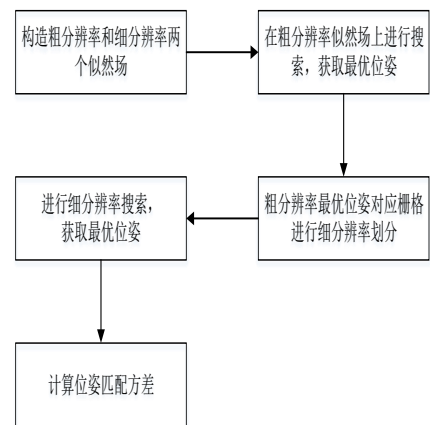 构造粗分辨率和细分辨率两
个似然场
在粗分辨率似然场上进行搜
索，获取最优位姿
粗分辨率最优位姿对应栅格
进行细分辨率划分
进行细分辨率搜索，
获取最优位姿
计算位姿匹配方差